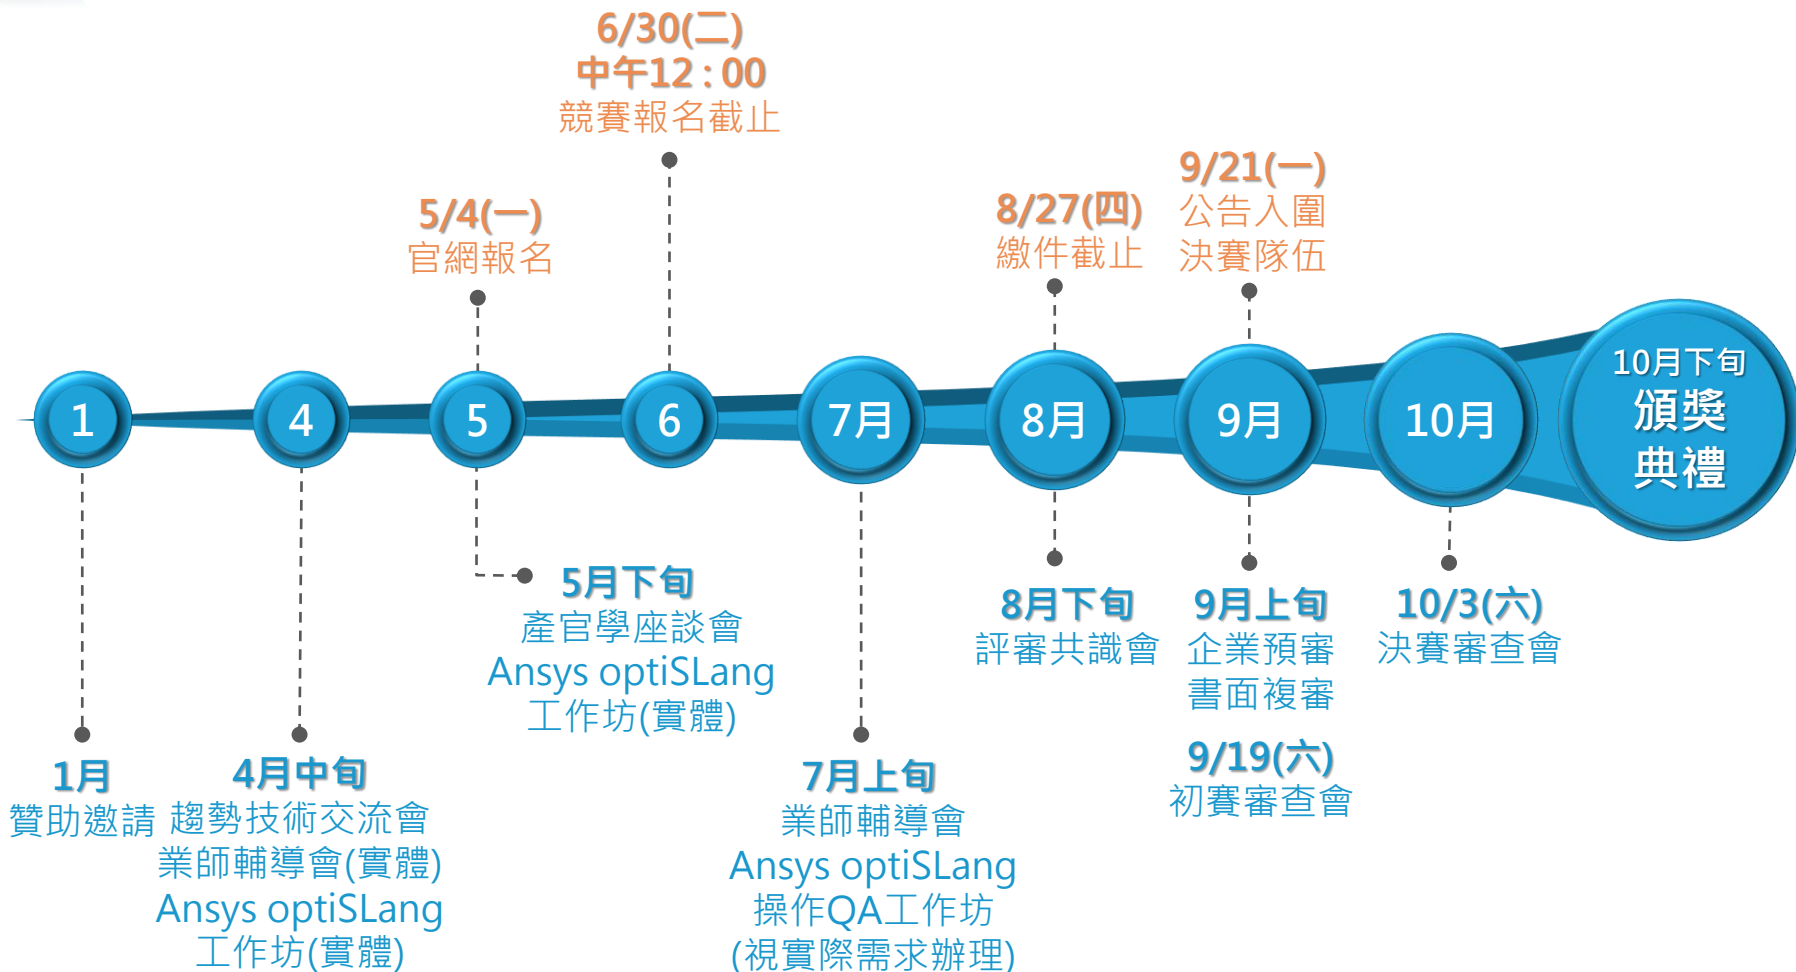 6/30(二)
中午12：00
競賽報名截止
5/4(一)
官網報名
8/27(四)
繳件截止
9/21(一)
公告入圍
決賽隊伍
1
4
5
6
7月
8月
9月
10月
10月下旬
頒獎
典禮
1月
贊助邀請
4月中旬
趨勢技術交流會
業師輔導會(實體)
Ansys optiSLang
工作坊(實體)
5月下旬
產官學座談會
Ansys optiSLang
工作坊(實體)
7月上旬
業師輔導會
Ansys optiSLang
操作QA工作坊
(視實際需求辦理)
8月下旬
評審共識會
9月上旬
企業預審
書面複審
9/19(六)
初賽審查會
10/3(六)
決賽審查會